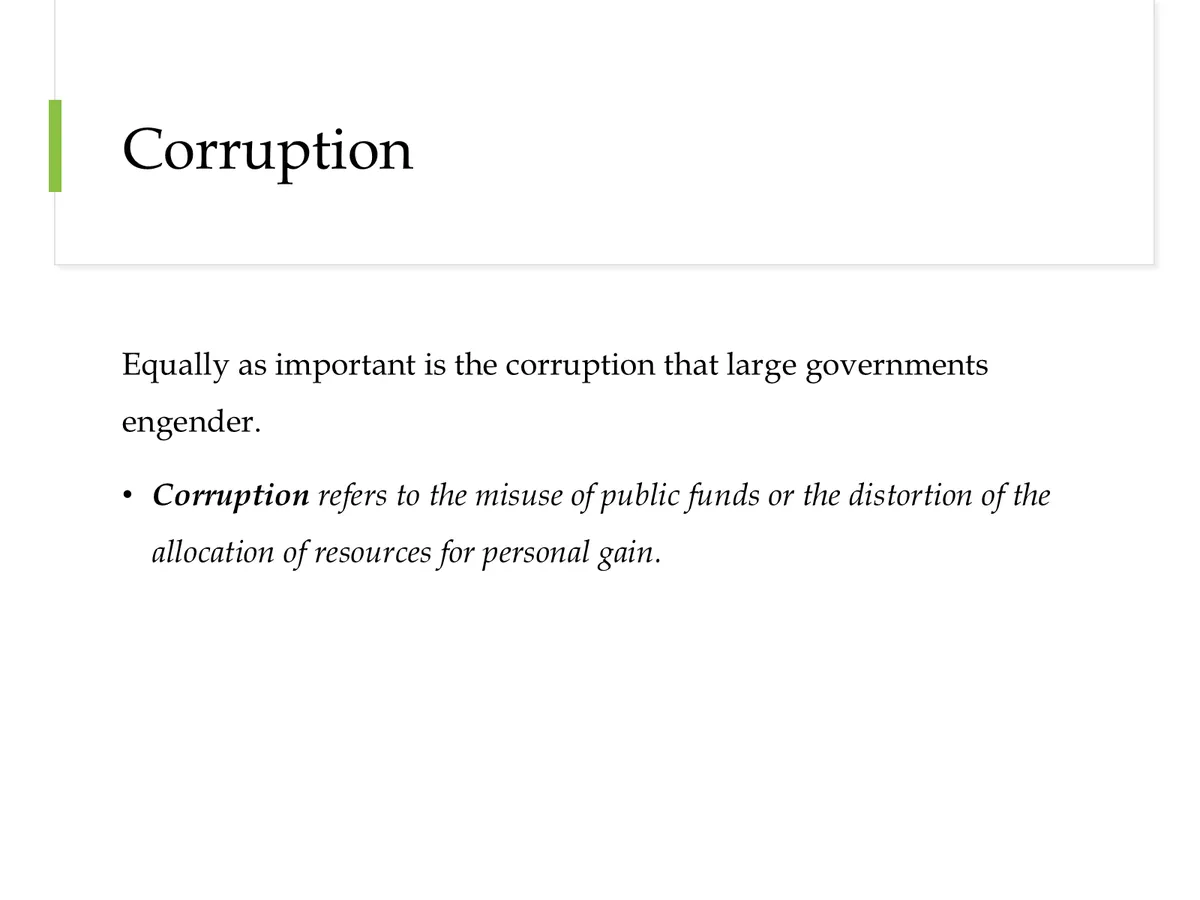 Corruption
Equally as important is the corruption that large governments
engender.
• Corruption refers to the misuse of public funds or the distortion of the
allocation of resources for personal gain.